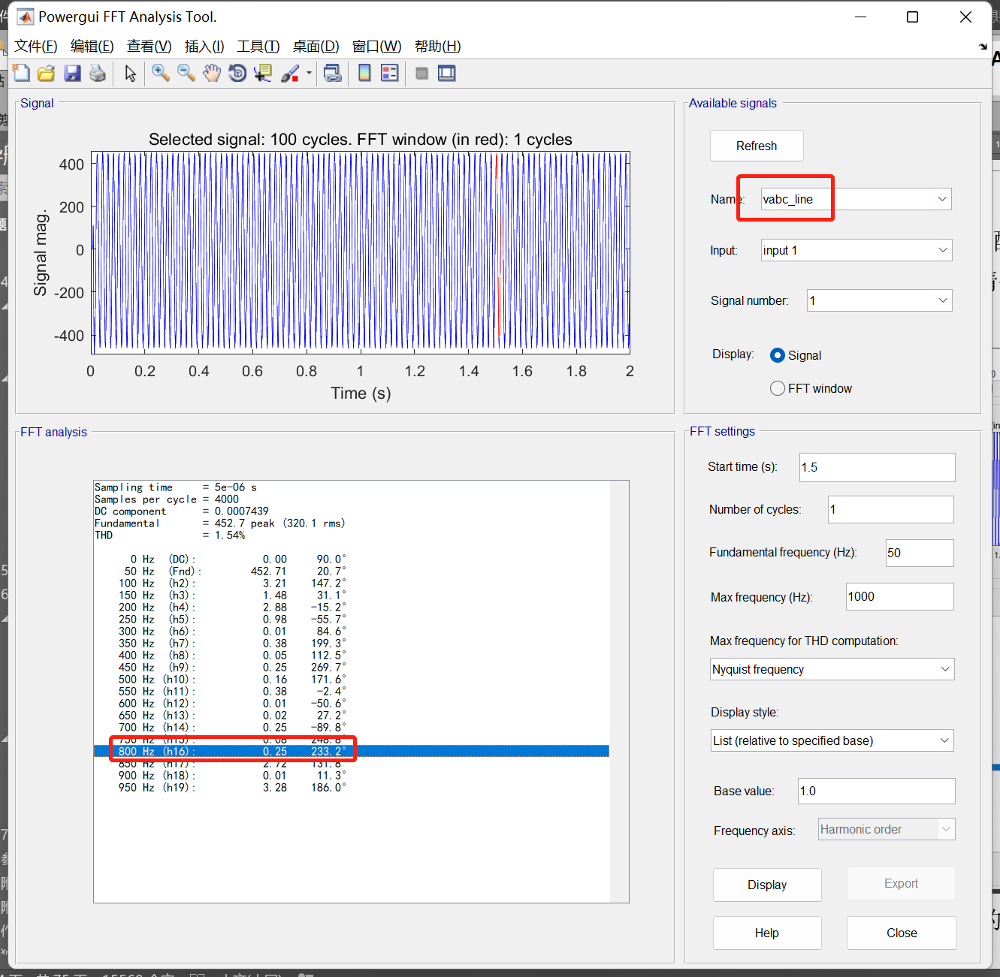 Powergui FFT Analysis Tool.
文件(F) 编辑(E) 查看(V) 插入(I) 工具(T) 桌面(D) 窗口(W) 帮助(H)
Signal
Selected signal: 100 cycles. FFT window (in red): 1 cycles
400
200
0
-200
-400
Signal mag.
0 0.2 0.4 0.6 0.8 1 1.2 1.4 1.6 1.8 2
Time (s)
Available signals
Refresh
Name: vabc_line
Input: input 1
Signal number: 1
Display: Signal
FFT window
FFT analysis
Sampling time = 5e-06 s
Samples per cycle = 4000
DC component = 0.0007439
Fundamental = 452.7 peak (320.1 rms)
THD = 1.54%
0 Hz (DC): 0.00 90.0°
50 Hz (Fnd): 452.71 20.7°
100 Hz (h2): 3.21 147.2°
150 Hz (h3): 1.48 31.1°
200 Hz (h4): 2.88 -15.2°
250 Hz (h5): 0.98 -55.7°
300 Hz (h6): 0.01 84.6°
350 Hz (h7): 0.38 199.3°
400 Hz (h8): 0.05 112.5°
450 Hz (h9): 0.25 269.7°
500 Hz (h10): 0.16 171.6°
550 Hz (h11): 0.38 -2.4°
600 Hz (h12): 0.01 -50.6°
650 Hz (h13): 0.02 27.2°
700 Hz (h14): 0.25 -89.8°
750 Hz (h15): 0.08 248.8°
800 Hz (h16): 0.25 233.2°
850 Hz (h17): 2.72 131.8°
900 Hz (h18): 0.01 11.3°
950 Hz (h19): 3.28 186.0°
FFT settings
Start time (s): 1.5
Number of cycles: 1
Fundamental frequency (Hz): 50
Max frequency (Hz): 1000
Max frequency for THD computation:
Nyquist frequency
Display style:
List (relative to specified base)
Base value: 1.0
Frequency axis: Harmonic order
Display Export
Help Close